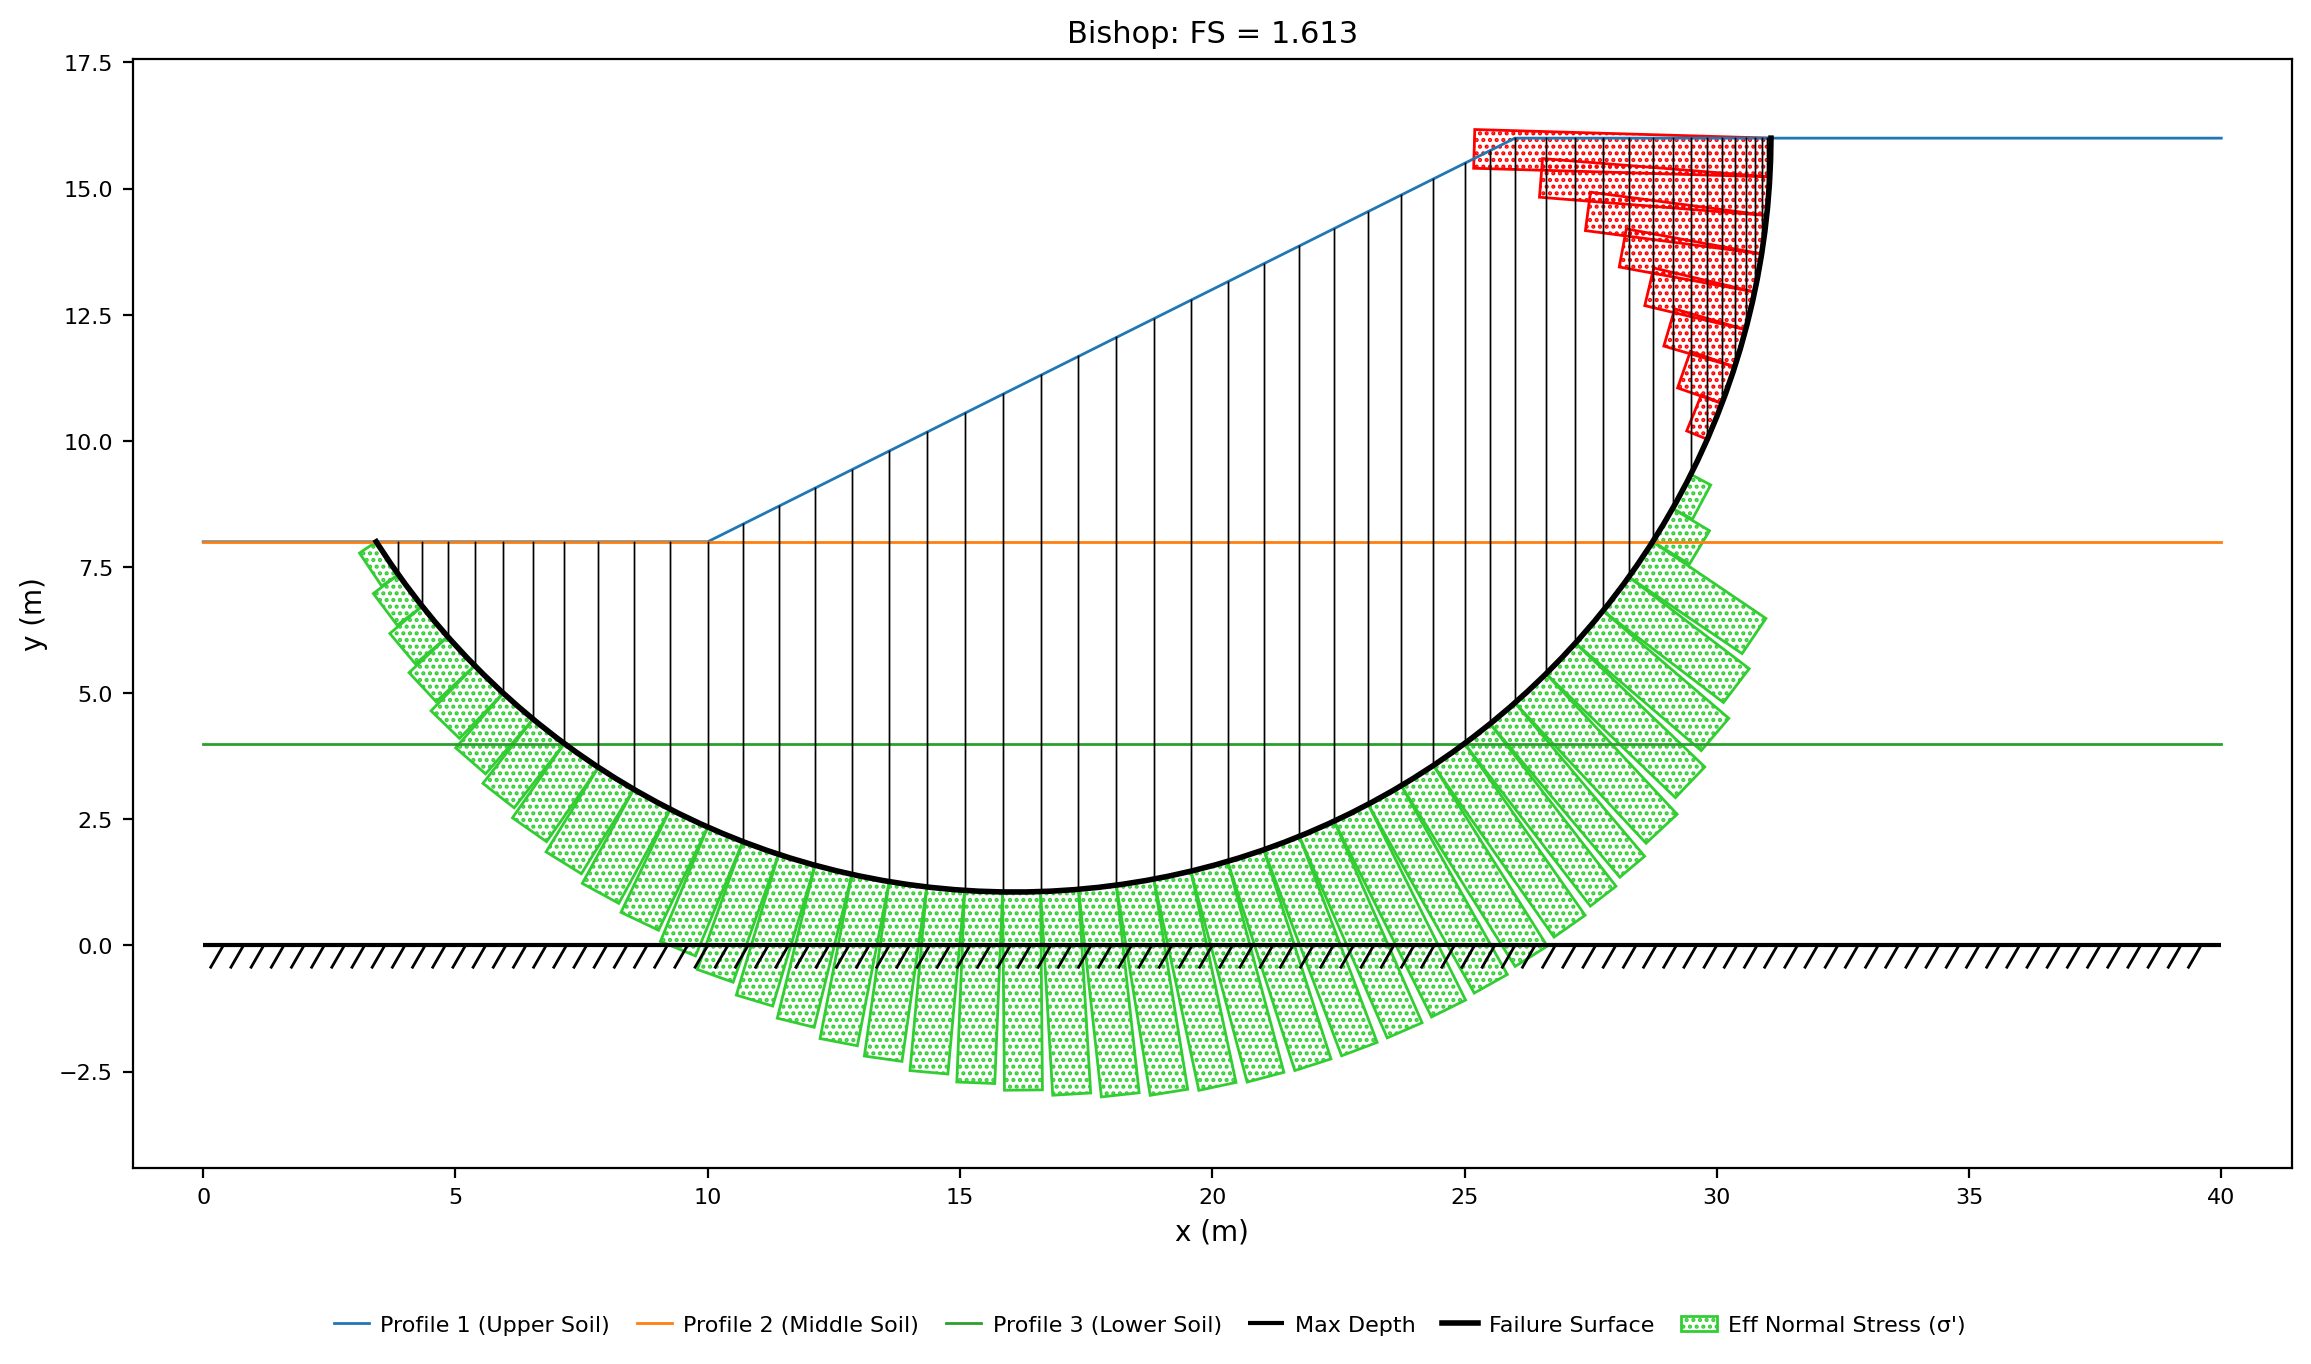 Bishop: FS = 1.613
17.5
15.0
12.5
10.0
7.5
5.0
2.5
0.0
−2.5
y (m)
0 5 10 15 20 25 30 35 40
x (m)
Profile 1 (Upper Soil) Profile 2 (Middle Soil) Profile 3 (Lower Soil) Max Depth Failure Surface Eff Normal Stress (σ')